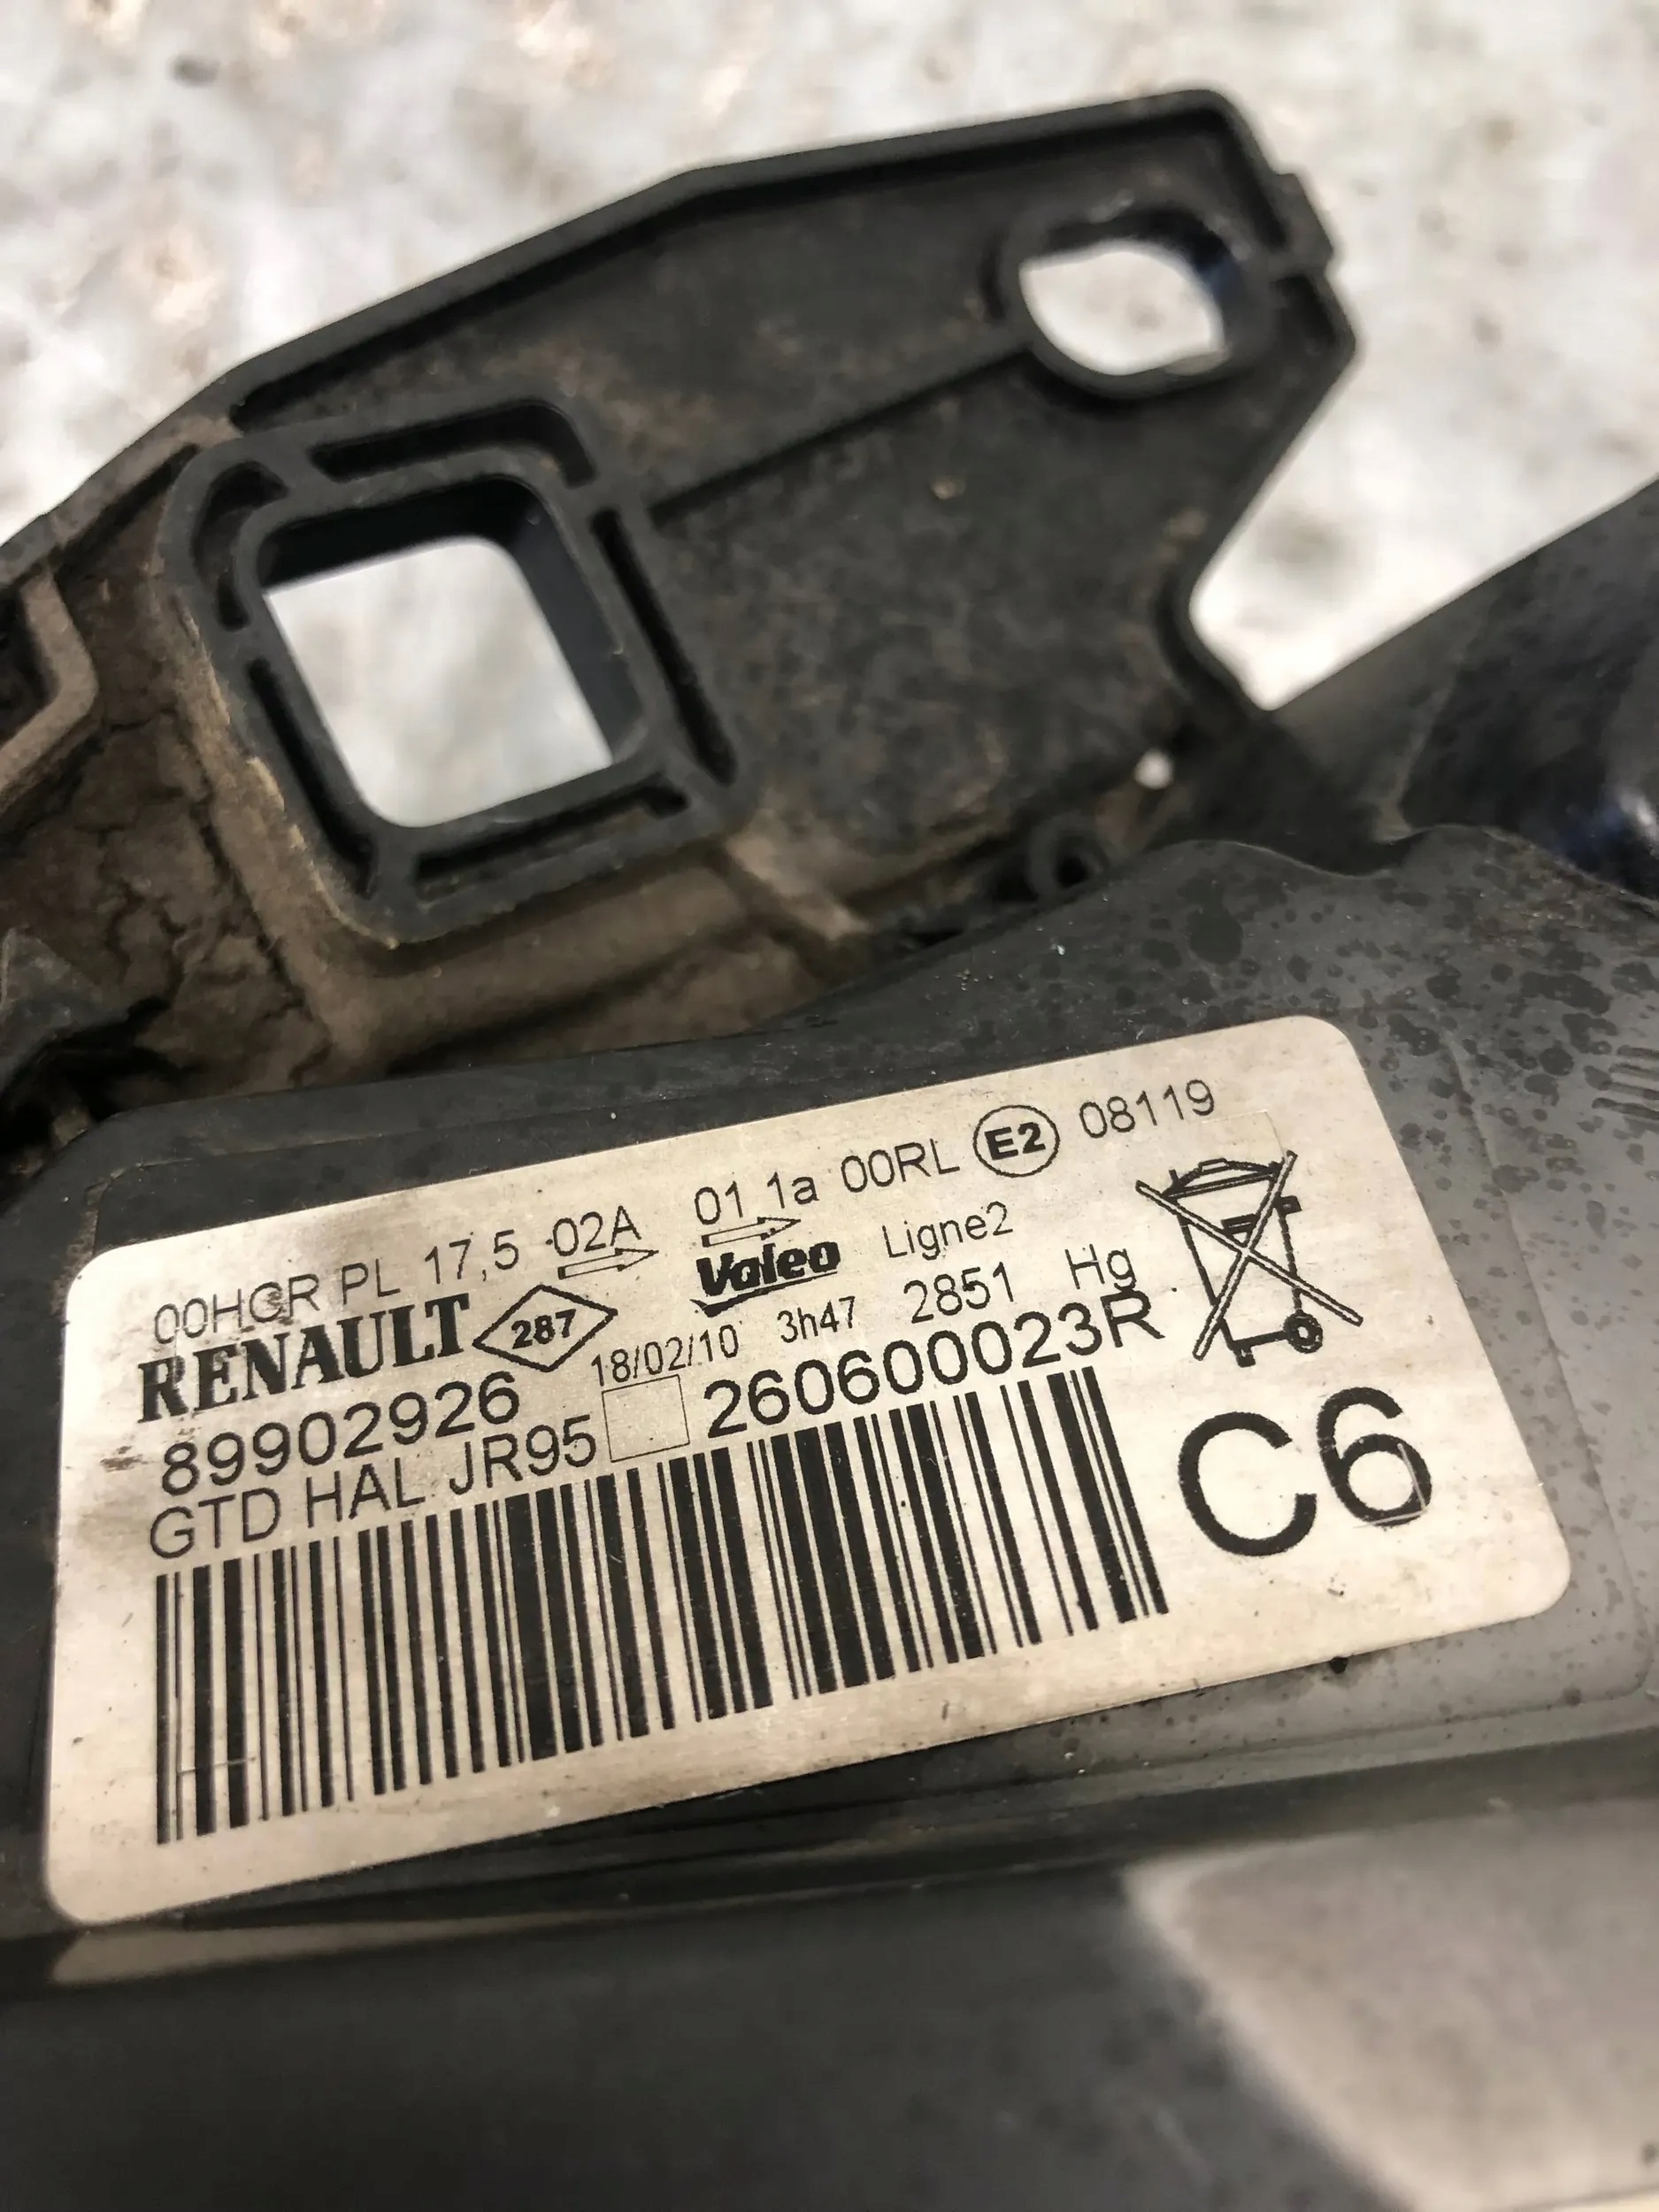 00HCR PL 17,5 02A 01 1a 00RL E2 08119
RENAULT 287 Valeo Ligne2
18/02/10 3h47 2851 Hg
89902926 260600023R
GTD HAL JR95
C6